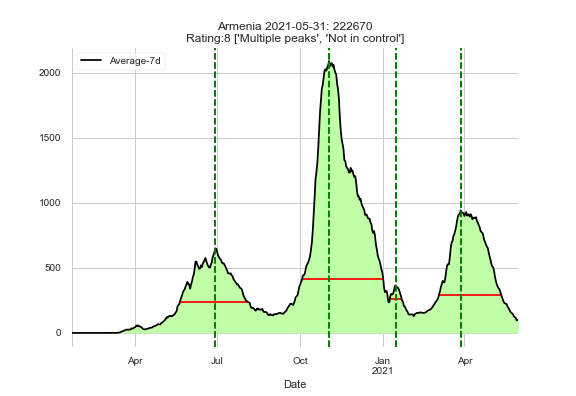 Armenia 2021-05-31: 222670
Rating:8 ['Multiple peaks', 'Not in control']
Average-7d
2000
1500
1000
500
0
Apr
Jul
Oct
Jan
2021
Apr
Date